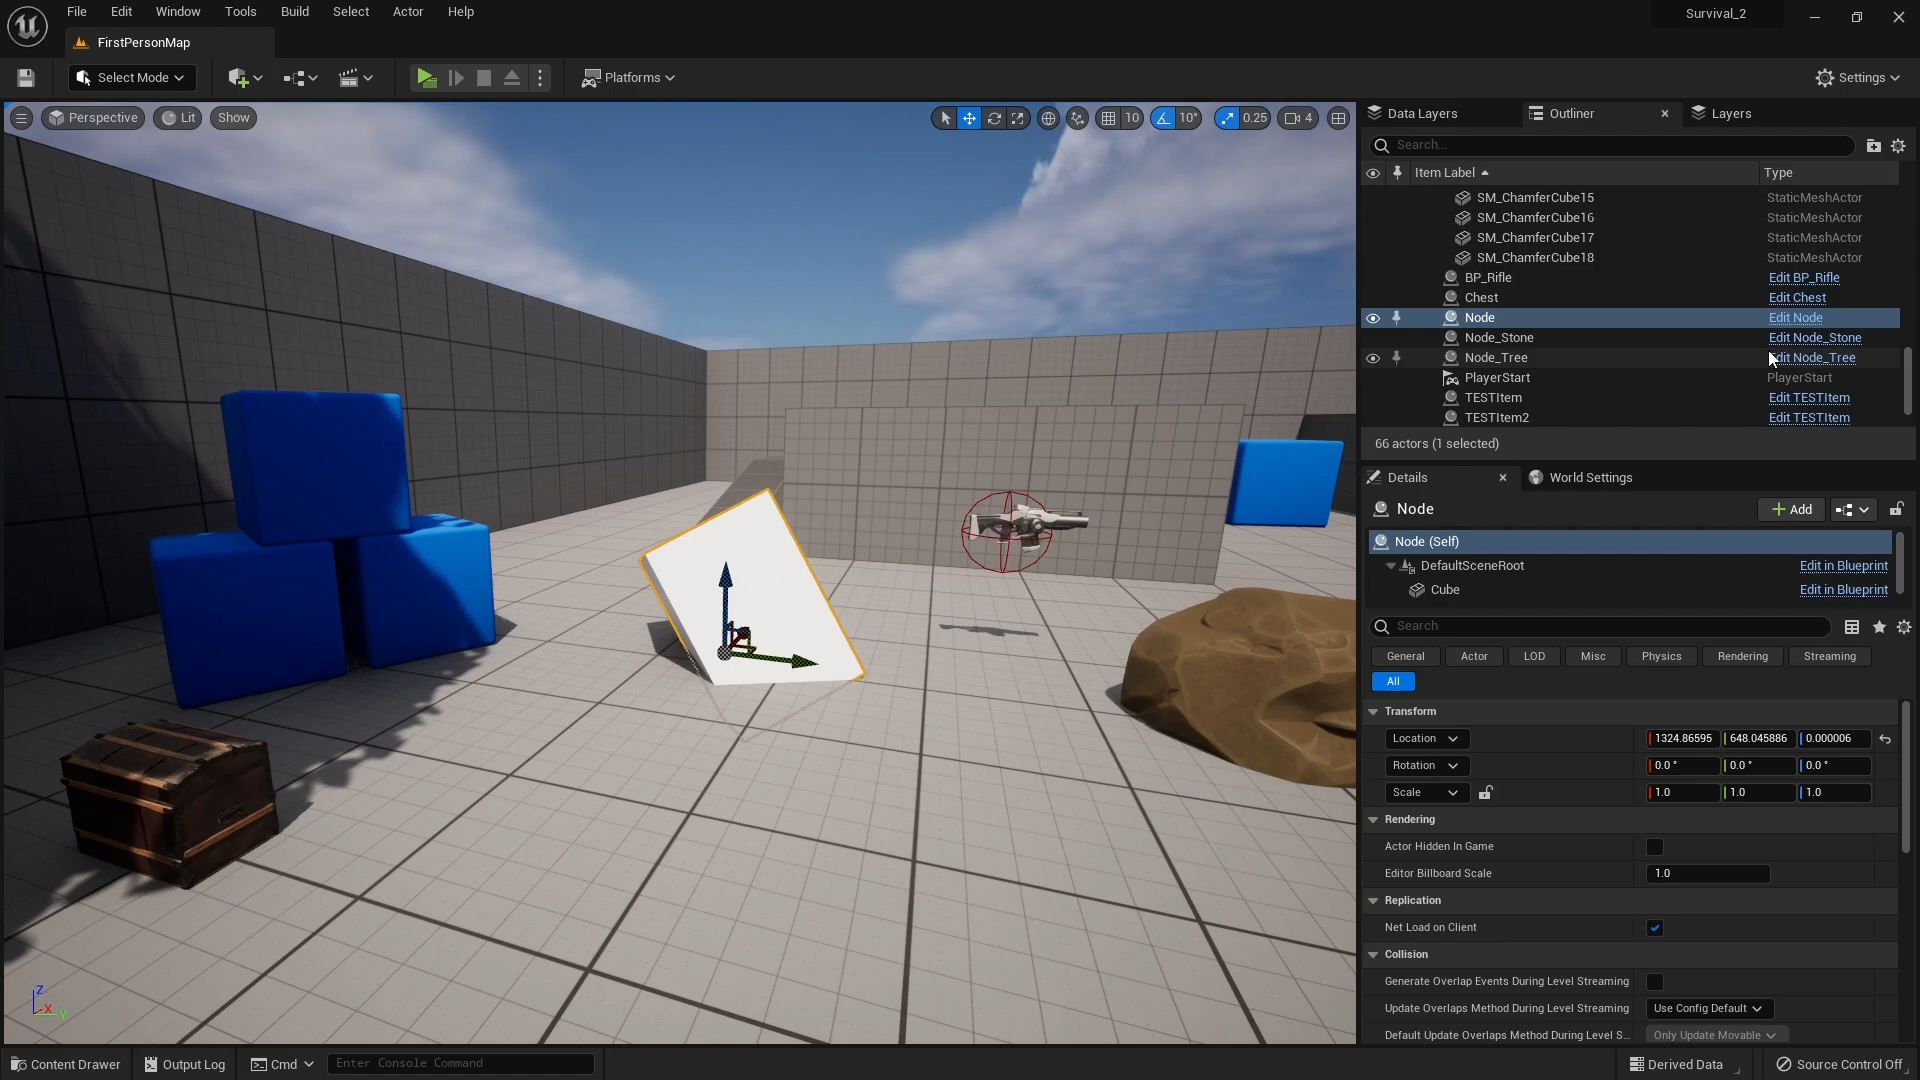 File Edit Window Tools Build Select Actor Help
Survival_2
FirstPersonMap
Select Mode
Platforms
Settings
Perspective Lit Show
10 10° 0.25 4
Data Layers Outliner Layers
Search...
Item Label Type
SM_ChamferCube15 StaticMeshActor
SM_ChamferCube16 StaticMeshActor
SM_ChamferCube17 StaticMeshActor
SM_ChamferCube18 StaticMeshActor
BP_Rifle Edit BP_Rifle
Chest Edit Chest
Node Edit Node
Node_Stone Edit Node_Stone
Node_Tree Edit Node_Tree
PlayerStart PlayerStart
TESTItem Edit TESTItem
TESTItem2 Edit TESTItem
66 actors (1 selected)
Details World Settings
Node Add
Node (Self)
DefaultSceneRoot Edit in Blueprint
Cube Edit in Blueprint
Search
General Actor LOD Misc Physics Rendering Streaming
All
Transform
Location 1324.86595 648.045886 0.000006
Rotation 0.0° 0.0° 0.0°
Scale 1.0 1.0 1.0
Rendering
Actor Hidden In Game
Editor Billboard Scale 1.0
Replication
Net Load on Client
Collision
Generate Overlap Events During Level Streaming
Update Overlaps Method During Level Streaming Use Config Default
Default Update Overlaps Method During Level S... Only Update Movable
Z
X
Y
Content Drawer Output Log Cmd Enter Console Command Derived Data Source Control Off